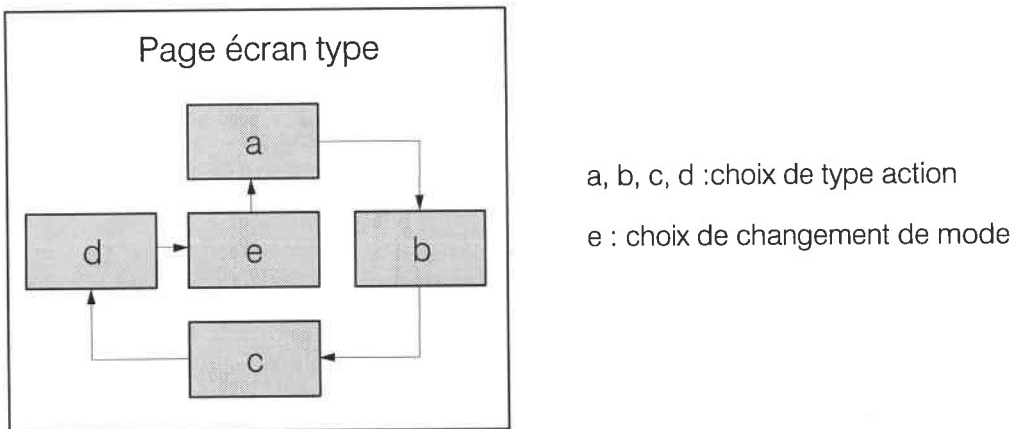 Page écran type
a
d
e
b
c
a, b, c, d :choix de type action
e : choix de changement de mode